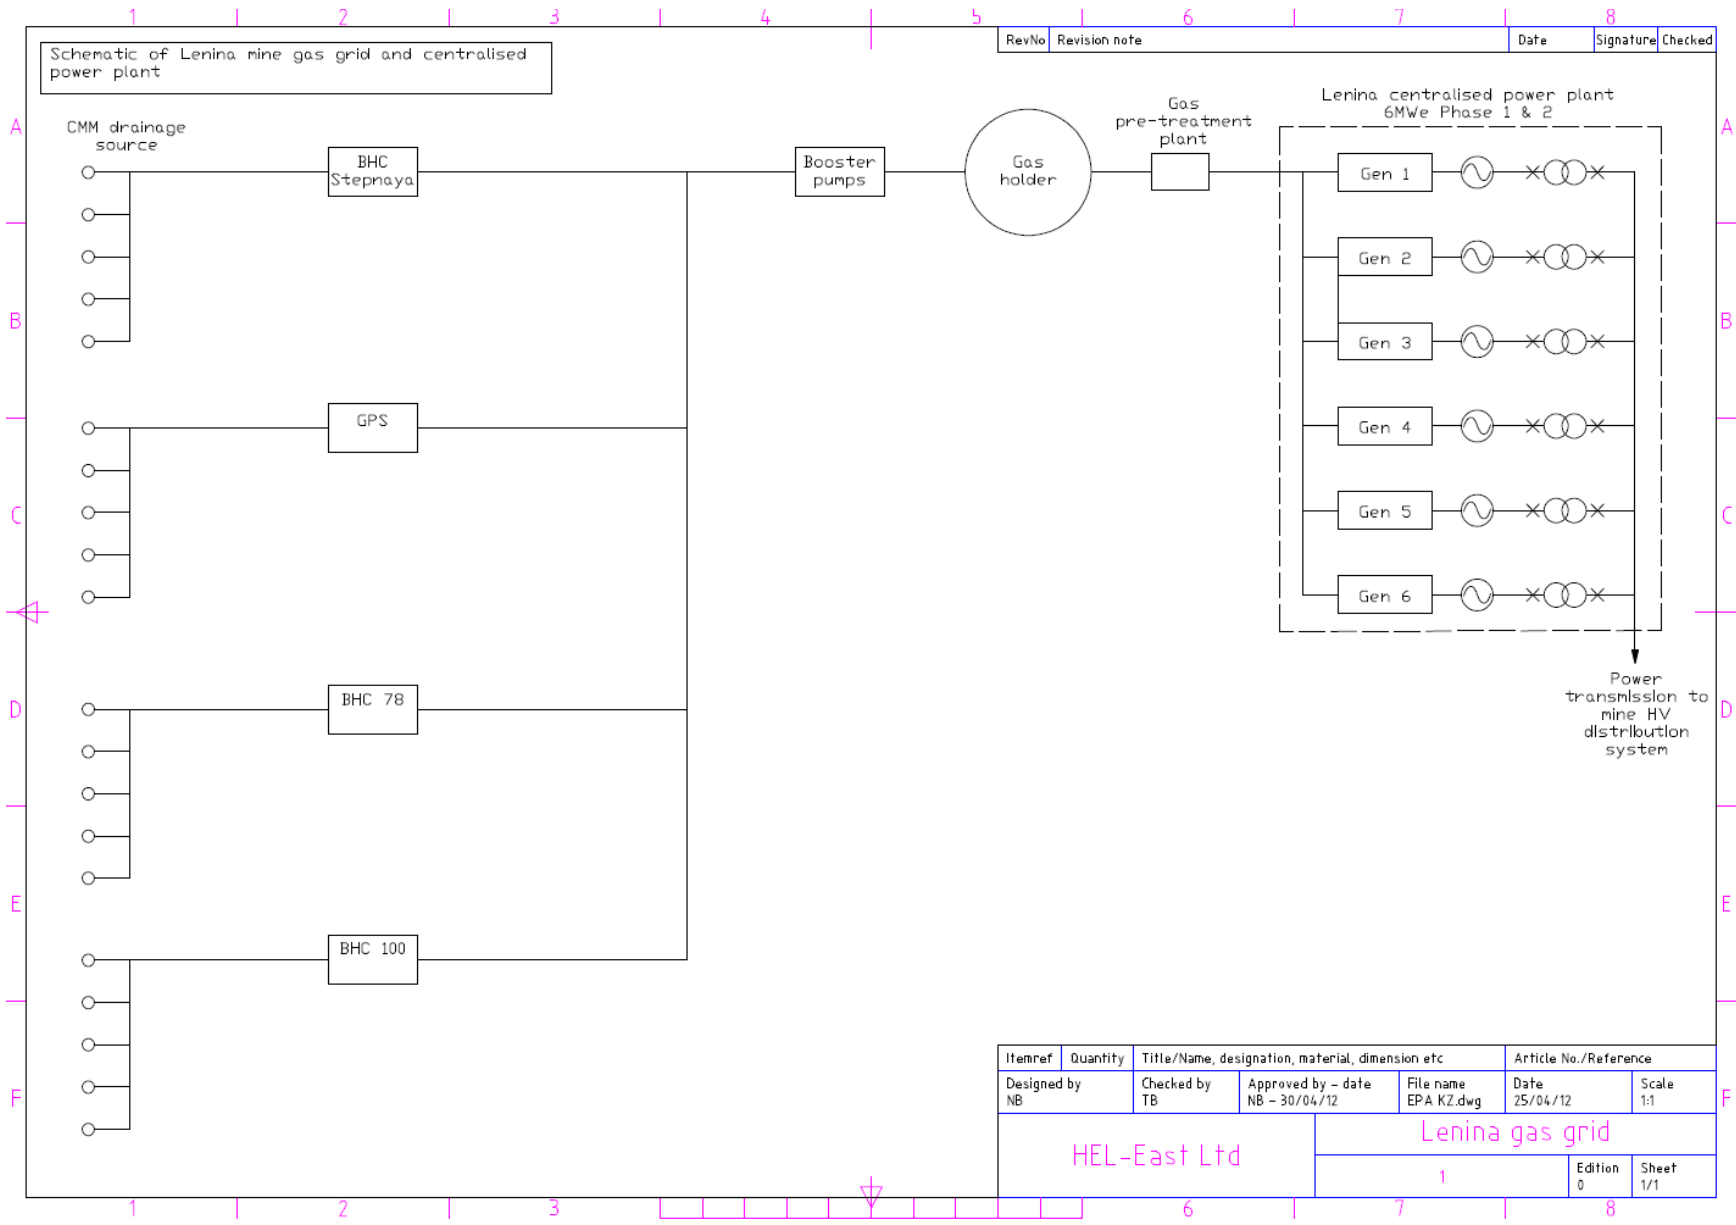 1 2 3 4 5 6 7 8
Schematic of Lenina mine gas grid and centralised
power plant
RevNo Revision note Date Signature Checked
A A
B B
C C
D D
E E
F F
CMM drainage
source
BHC
Stepnaya
GPS
BHC 78
BHC 100
Booster
pumps
Gas
holder
Gas
pre-treatment
plant
Lenina centralised power plant
6MWe Phase 1 & 2
Gen 1
Gen 2
Gen 3
Gen 4
Gen 5
Gen 6
Power
transmission to
mine HV
distribution
system
Itemref Quantity Title/Name, designation, material, dimension etc Article No./Reference
Designed by Checked by Approved by - date File name Date Scale
NB TB NB - 30/04/12 EPA KZ.dwg 25/04/12 1:1
HEL-East Ltd
Lenina gas grid
1
Edition Sheet
0 1/1
1 2 3 6 7 8